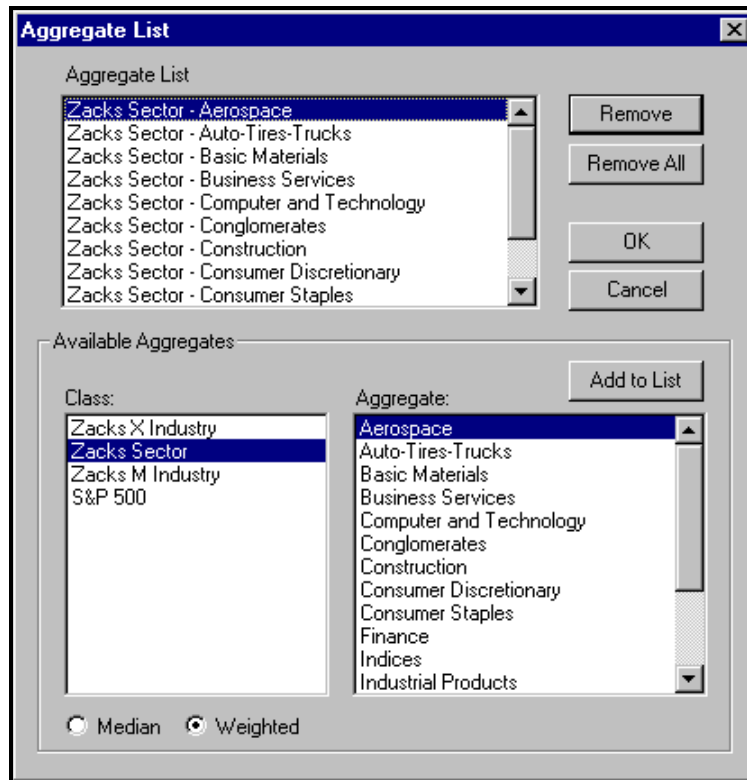 Aggregate List
Aggregate List
Zacks Sector - Aerospace
Zacks Sector - Auto-Tires-Trucks
Zacks Sector - Basic Materials
Zacks Sector - Business Services
Zacks Sector - Computer and Technology
Zacks Sector - Conglomerates
Zacks Sector - Construction
Zacks Sector - Consumer Discretionary
Zacks Sector - Consumer Staples
Remove
Remove All
OK
Cancel
Available Aggregates
Add to List
Class:
Zacks X Industry
Zacks Sector
Zacks M Industry
S&P 500
Aggregate:
Aerospace
Auto-Tires-Trucks
Basic Materials
Business Services
Computer and Technology
Conglomerates
Construction
Consumer Discretionary
Consumer Staples
Finance
Indices
Industrial Products
Median
Weighted